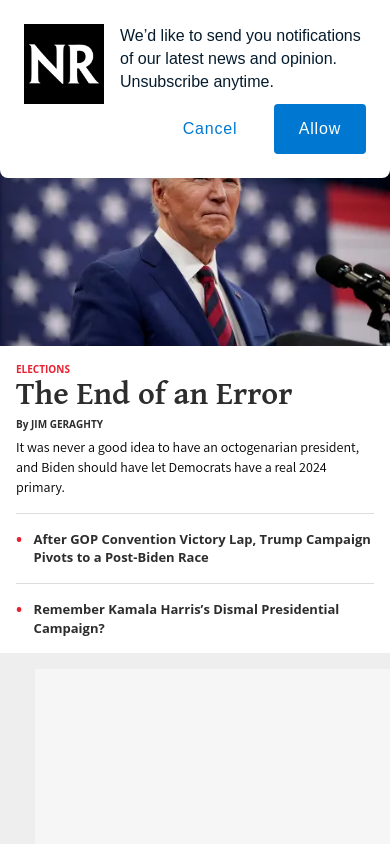 NR
We'd like to send you notifications
of our latest news and opinion.
Unsubscribe anytime.
Cancel
Allow
ELECTIONS
The End of an Error
By JIM GERAGHTY
It was never a good idea to have an octogenarian president,
and Biden should have let Democrats have a real 2024
primary.
• After GOP Convention Victory Lap, Trump Campaign
Pivots to a Post-Biden Race
• Remember Kamala Harris's Dismal Presidential
Campaign?